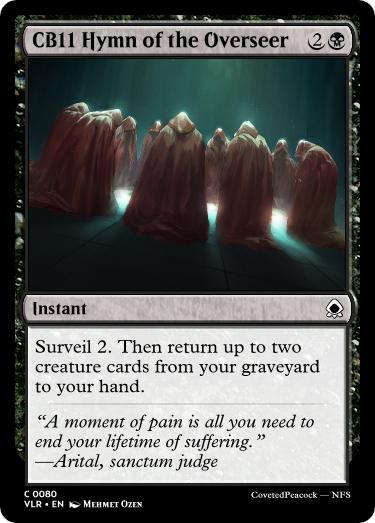 CB11 Hymn of the Overseer 2
Instant
Surveil 2. Then return up to two
creature cards from your graveyard
to your hand.
“A moment of pain is all you need to
end your lifetime of suffering.”
—Arital, sanctum judge
C 0080
VLR • EN Mehmet Ozen
CovetedPeacock — NFS